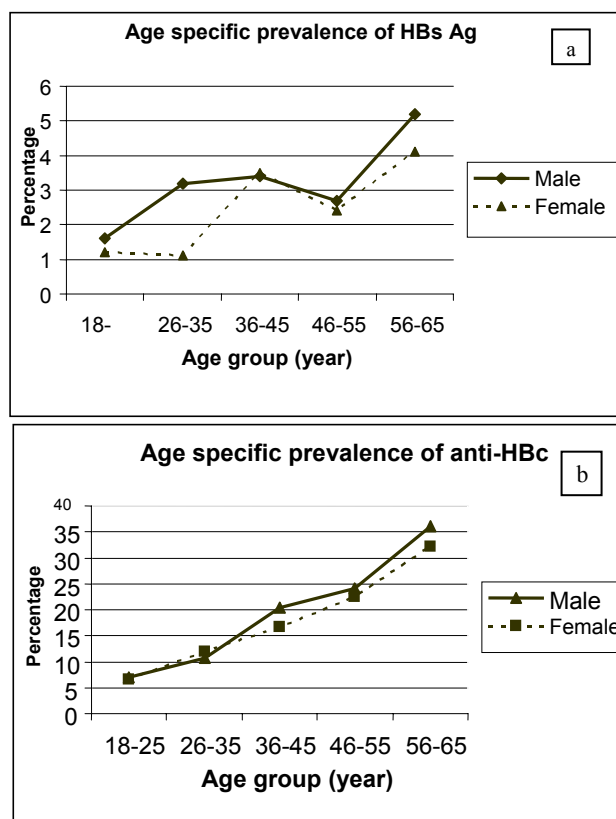 Age specific prevalence of HBs Ag
a
6
5
4
3
2
1
0
Percentage
18-
26-35
36-45
46-55
56-65
Age group (year)
Male
Female
Age specific prevalence of anti-HBc
b
40
35
30
25
20
15
10
5
0
Percentage
18-25
26-35
36-45
46-55
56-65
Age group (year)
Male
Female